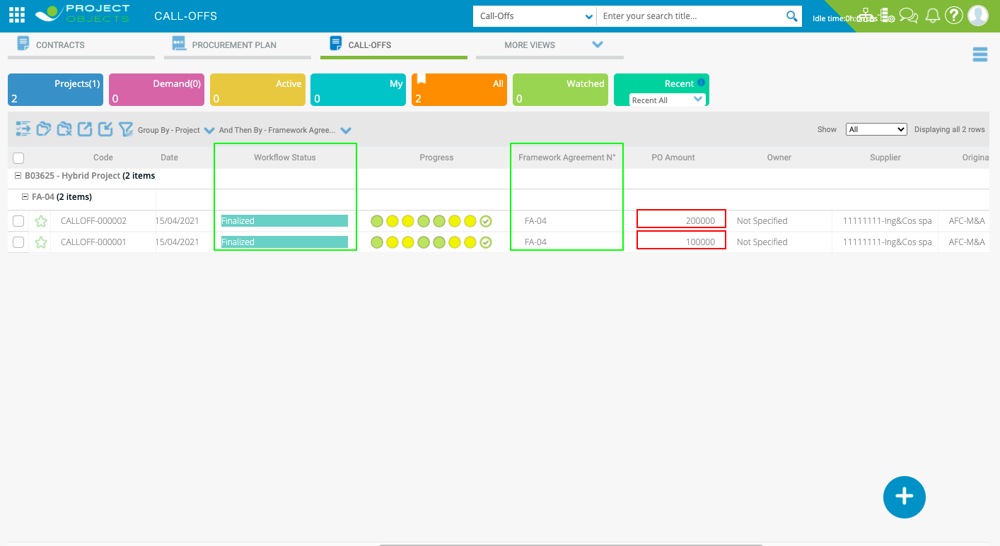 PROJECT
OBJECTS
CALL-OFFS
Call-Offs
Enter your search title...
Idle time:
CONTRACTS
PROCUREMENT PLAN
CALL-OFFS
MORE VIEWS
Projects(1)
2
Demand(0)
0
Active
0
My
0
All
2
Watched
0
Recent
Recent All
Group By - Project
And Then By - Framework Agree...
Show
All
Displaying all 2 rows
Code Date Workflow Status Progress Framework Agreement N° PO Amount Owner Supplier Origina
B03625 - Hybrid Project (2 items
FA-04 (2 items)
CALLOFF-000002 15/04/2021 Finalized FA-04 200000 Not Specified 11111111-Ing&Cos spa AFC-M&A
CALLOFF-000001 15/04/2021 Finalized FA-04 100000 Not Specified 11111111-Ing&Cos spa AFC-M&A